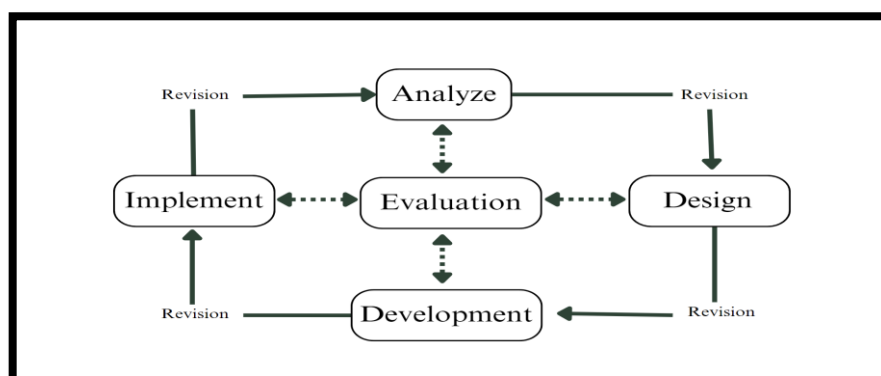 Revision
Analyze
Revision
Implement
Evaluation
Design
Revision
Development
Revision